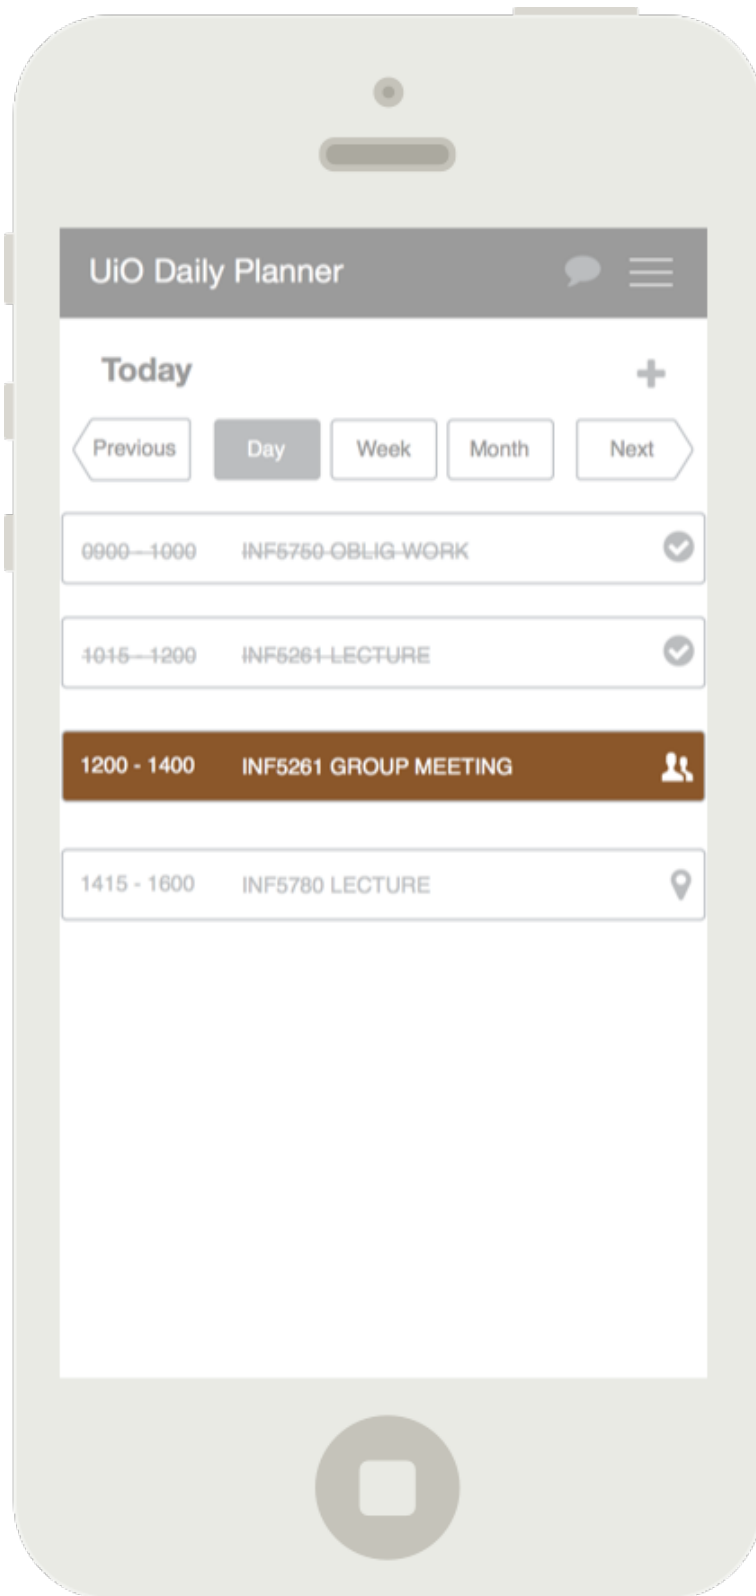 UiO Daily Planner
Today
Previous Day Week Month Next
0900 - 1000 INF5750 OBLIG WORK
1015 - 1200 INF5261 LECTURE
1200 - 1400 INF5261 GROUP MEETING
1415 - 1600 INF5780 LECTURE